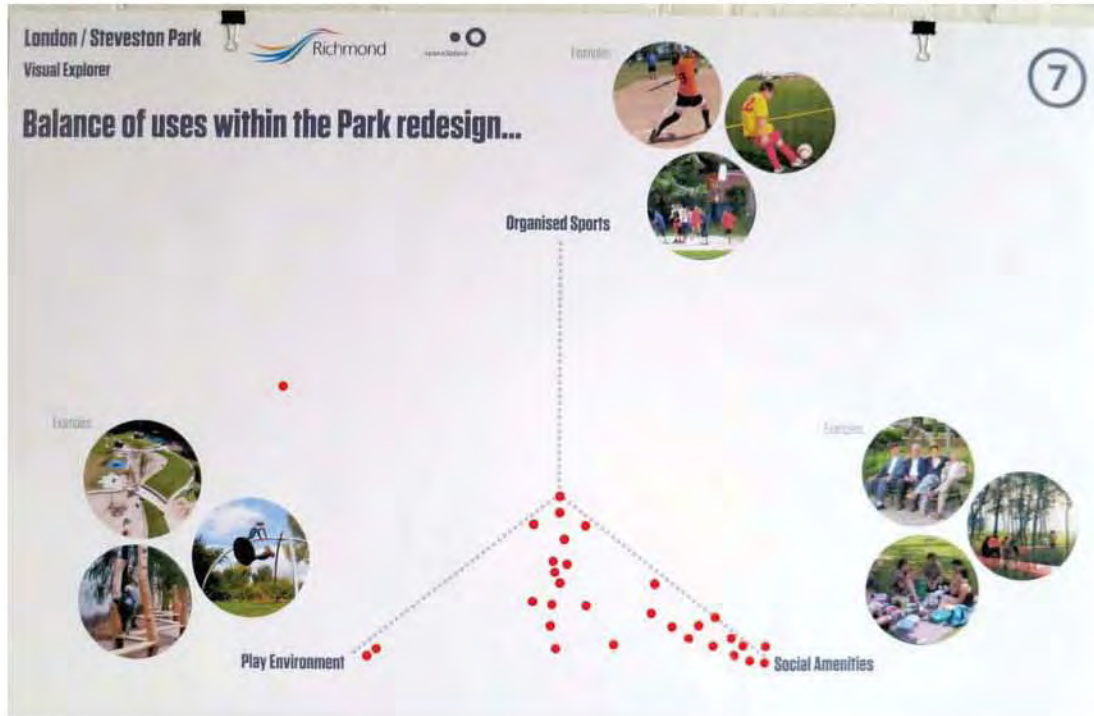 London / Steveston Park
Visual Explorer
Richmond
7
Balance of uses within the Park redesign...
Examples:
Organised Sports
Examples:
Examples:
Play Environment
Social Amenities